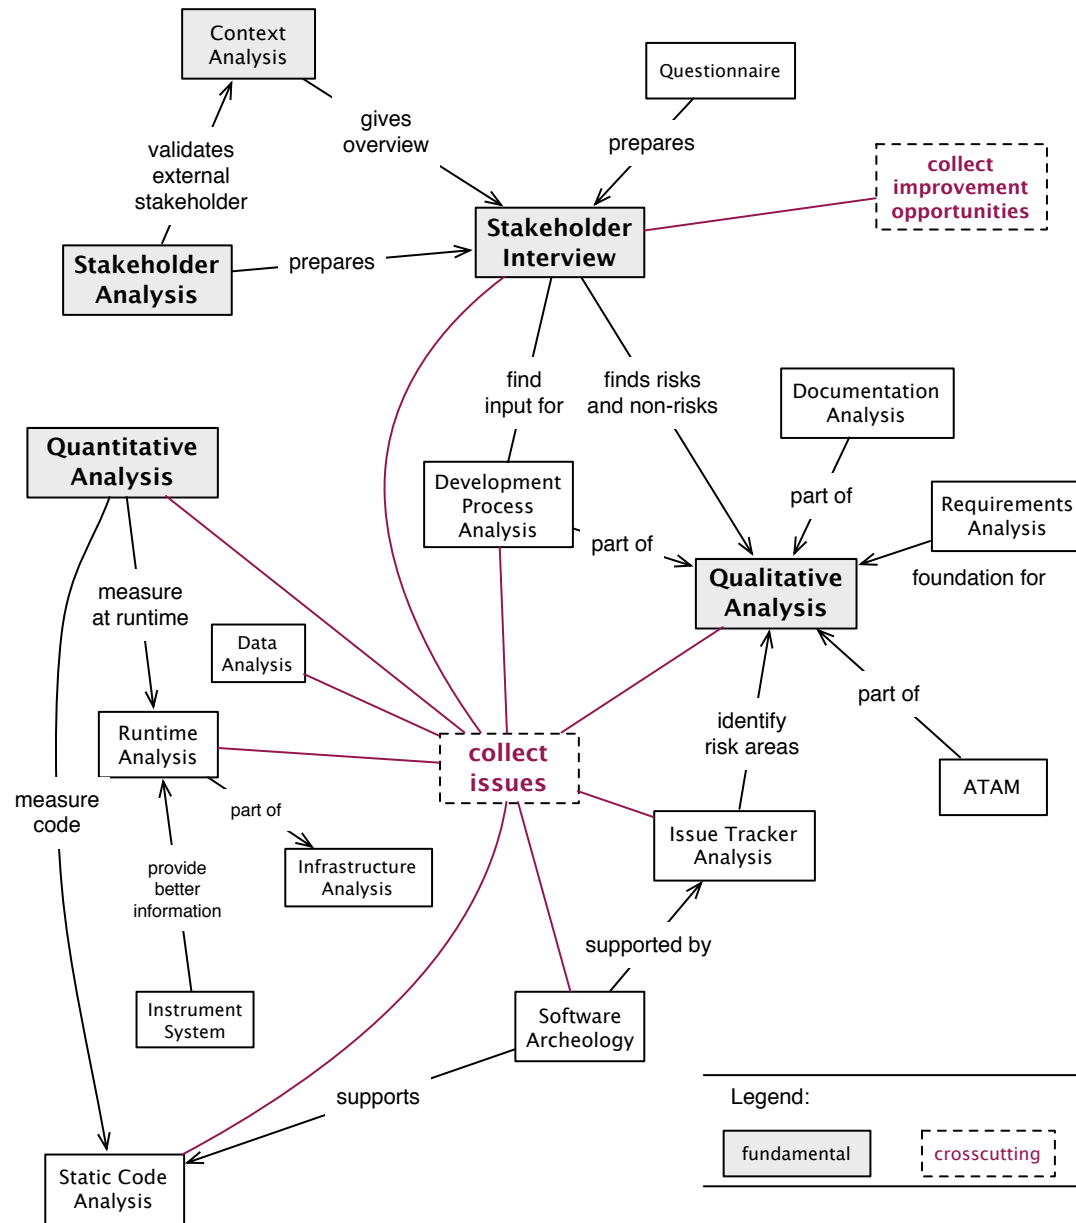 Context
Analysis
Questionnaire
gives
overview
prepares
validates
external
stakeholder
collect
improvement
opportunities
Stakeholder
Interview
Stakeholder
Analysis
prepares
find
input for
finds risks
and non-risks
Documentation
Analysis
Quantitative
Analysis
Development
Process
Analysis
part of
Requirements
Analysis
part of
foundation for
Qualitative
Analysis
measure
at runtime
Data
Analysis
part of
identify
risk areas
Runtime
Analysis
collect
issues
ATAM
measure
code
part of
Issue Tracker
Analysis
Infrastructure
Analysis
provide
better
information
supported by
Instrument
System
Software
Archeology
supports
Legend:
fundamental
crosscutting
Static Code
Analysis